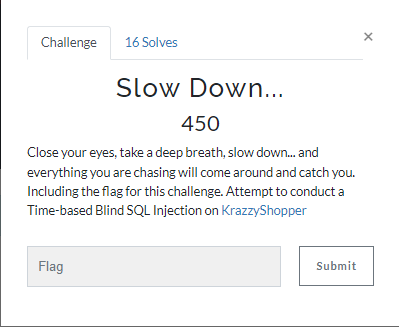 Challenge
16 Solves
×
Slow Down...
450
Close your eyes, take a deep breath, slow down... and
everything you are chasing will come around and catch you.
Including the flag for this challenge. Attempt to conduct a
Time-based Blind SQL Injection on KrazzyShopper
Flag
Submit